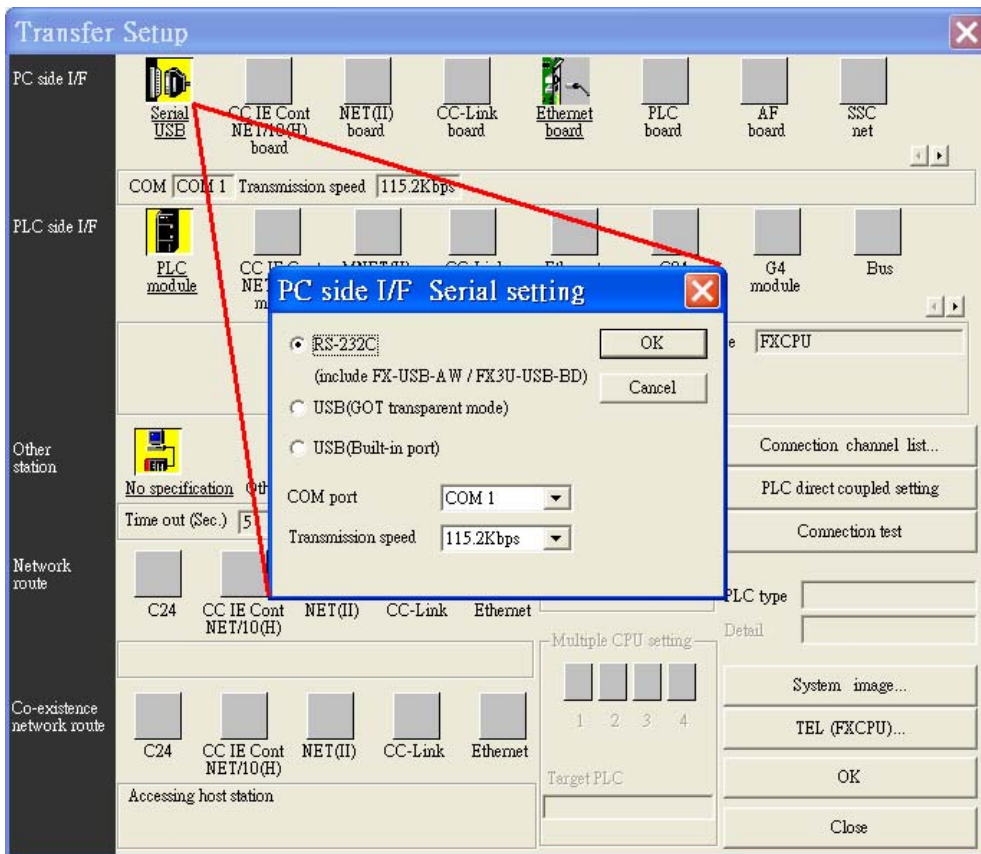 Transfer Setup
PC side I/F
Serial
USB
CC IE Cont
NET/10(H)
board
NET(II)
board
CC-Link
board
Ethernet
board
PLC
board
AF
board
SSC
net
COM COM 1 Transmission speed 115.2Kbps
PLC side I/F
PLC
module
G4
module
Bus
FXCPU
PC side I/F Serial setting
RS-232C
(include FX-USB-AW / FX3U-USB-BD)
USB(GOT transparent mode)
USB(Built-in port)
COM port COM 1
Transmission speed 115.2Kbps
OK
Cancel
Other
station
No specification
Time out (Sec.) 5
Connection channel list...
PLC direct coupled setting
Connection test
Network
route
C24
CC IE Cont
NET/10(H)
NET(II)
CC-Link
Ethernet
PLC type
Detail
Multiple CPU setting
1 2 3 4
Target PLC
System image...
TEL (FXCPU)...
OK
Close
Co-existence
network route
C24
CC IE Cont
NET/10(H)
NET(II)
CC-Link
Ethernet
Accessing host station